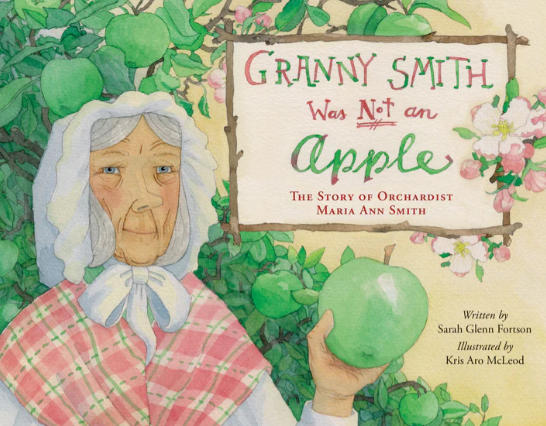 GRANNY SMITH
Was Not an
Apple
THE STORY OF ORCHARDIST
MARIA ANN SMITH
Written by
Sarah Glenn Fortson
Illustrated by
Kris Aro McLeod